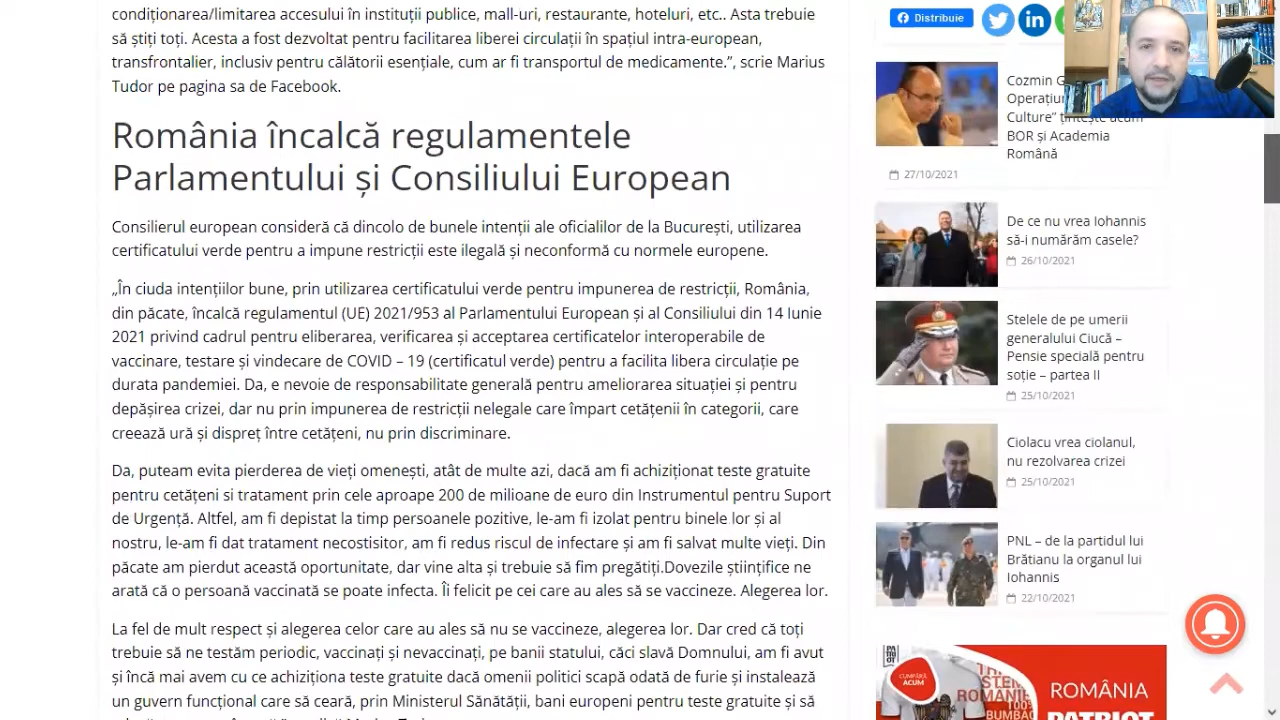 condiționarea/limitarea accesului în instituții publice, mall-uri, restaurante, hoteluri, etc.. Asta trebuie
să știți toți. Acesta a fost dezvoltat pentru facilitarea liberei circulații în spațiul intra-european,
transfrontalier, inclusiv pentru călătorii esențiale, cum ar fi transportul de medicamente.”, scrie Marius
Tudor pe pagina sa de Facebook.
România încalcă regulamentele
Parlamentului și Consiliului European
Consilierul european consideră că dincolo de bunele intenții ale oficialilor de la București, utilizarea
certificatului verde pentru a impune restricții este ilegală și neconformă cu normele europene.
„În ciuda intențiilor bune, prin utilizarea certificatului verde pentru impunerea de restricții, România,
din păcate, încalcă regulamentul (UE) 2021/953 al Parlamentului European și al Consiliului din 14 Iunie
2021 privind cadrul pentru eliberarea, verificarea și acceptarea certificatelor interoperabile de
vaccinare, testare și vindecare de COVID – 19 (certificatul verde) pentru a facilita libera circulație pe
durata pandemiei. Da, e nevoie de responsabilitate generală pentru ameliorarea situației și pentru
depășirea crizei, dar nu prin impunerea de restricții nelegale care împart cetățenii în categorii, care
creează ură și dispreț între cetățeni, nu prin discriminare.
Da, puteam evita pierderea de vieți omenești, atât de multe azi, dacă am fi achiziționat teste gratuite
pentru cetățeni si tratament prin cele aproape 200 de milioane de euro din Instrumentul pentru Suport
de Urgență. Altfel, am fi depistat la timp persoanele pozitive, le-am fi izolat pentru binele lor și al
nostru, le-am fi dat tratament necostisitor, am fi redus riscul de infectare și am fi salvat multe vieți. Din
păcate am pierdut această oportunitate, dar vine alta și trebuie să fim pregătiți.Dovezile științifice ne
arată că o persoană vaccinată se poate infecta. Îi felicit pe cei care au ales să se vaccineze. Alegerea lor.
La fel de mult respect și alegerea celor care au ales să nu se vaccineze, alegerea lor. Dar cred că toți
trebuie să ne testăm periodic, vaccinați și nevaccinați, pe banii statului, căci slavă Domnului, am fi avut
și încă mai avem cu ce achiziționa teste gratuite dacă omenii politici scapă odată de furie și instalează
un guvern funcțional care să ceară, prin Ministerul Sănătății, bani europeni pentru teste gratuite și să
Distribuie
Cozmin G
Operațiun
Culture” țintește acum
BOR și Academia
Română
27/10/2021
De ce nu vrea Iohannis
să-i numărăm casele?
26/10/2021
Stelele de pe umerii
generalului Ciucă –
Pensie specială pentru
soție – partea II
25/10/2021
Ciolacu vrea ciolanul,
nu rezolvarea crizei
25/10/2021
PNL – de la partidul lui
Brătianu la organul lui
Iohannis
22/10/2021
CUMPĂRĂ
ACUM
ROMÂNIA
PATRIOT